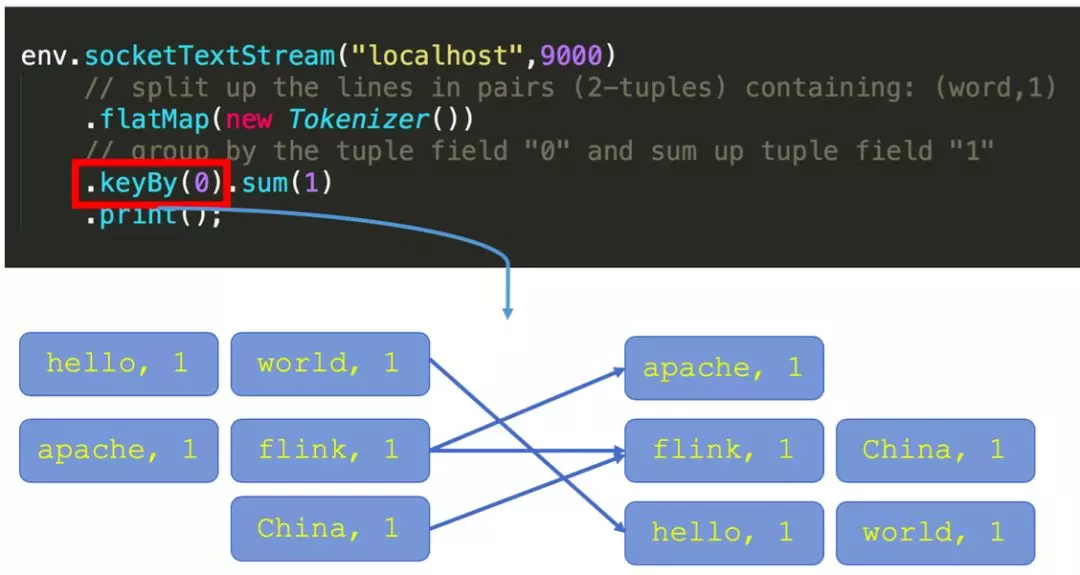 env.socketTextStream("localhost",9000)
// split up the lines in pairs (2-tuples) containing: (word,1)
.flatMap(new Tokenizer())
// group by the tuple field "0" and sum up tuple field "1"
.keyBy(0).sum(1)
.print();
hello, 1
world, 1
apache, 1
apache, 1
flink, 1
flink, 1
China, 1
China, 1
hello, 1
world, 1